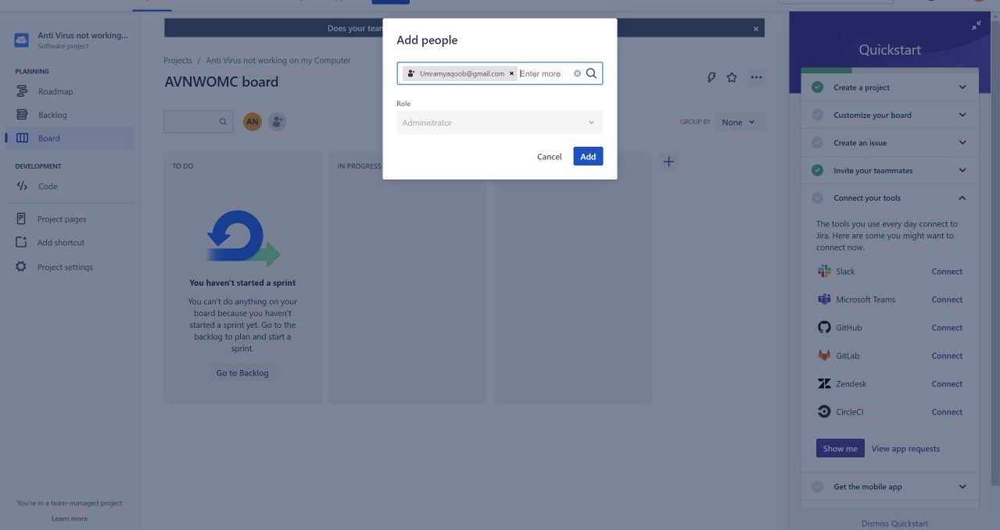 Anti Virus not working...
Software project
PLANNING
Roadmap
Backlog
Board
DEVELOPMENT
Code
Project pages
Add shortcut
Project settings
You're in a team-managed project
Learn more
Does your team
×
Projects / Anti Virus not working on my Computer
AVNWOMC board
AN
GROUP BY
None
TO DO
IN PROGRESS
You haven't started a sprint
You can't do anything on your
board because you haven't
started a sprint yet. Go to the
backlog to plan and start a
sprint.
Go to Backlog
Add people
Umramyaqoob@gmail.com × Enter more
Role
Administrator
Cancel Add
Quickstart
Create a project
Customize your board
Create an issue
Invite your teammates
Connect your tools
The tools you use every day connect to
Jira. Here are some you might want to
connect now.
Slack Connect
Microsoft Teams Connect
GitHub Connect
GitLab Connect
Zendesk Connect
CircleCI Connect
Show me View app requests
Get the mobile app
Dismiss Quickstart